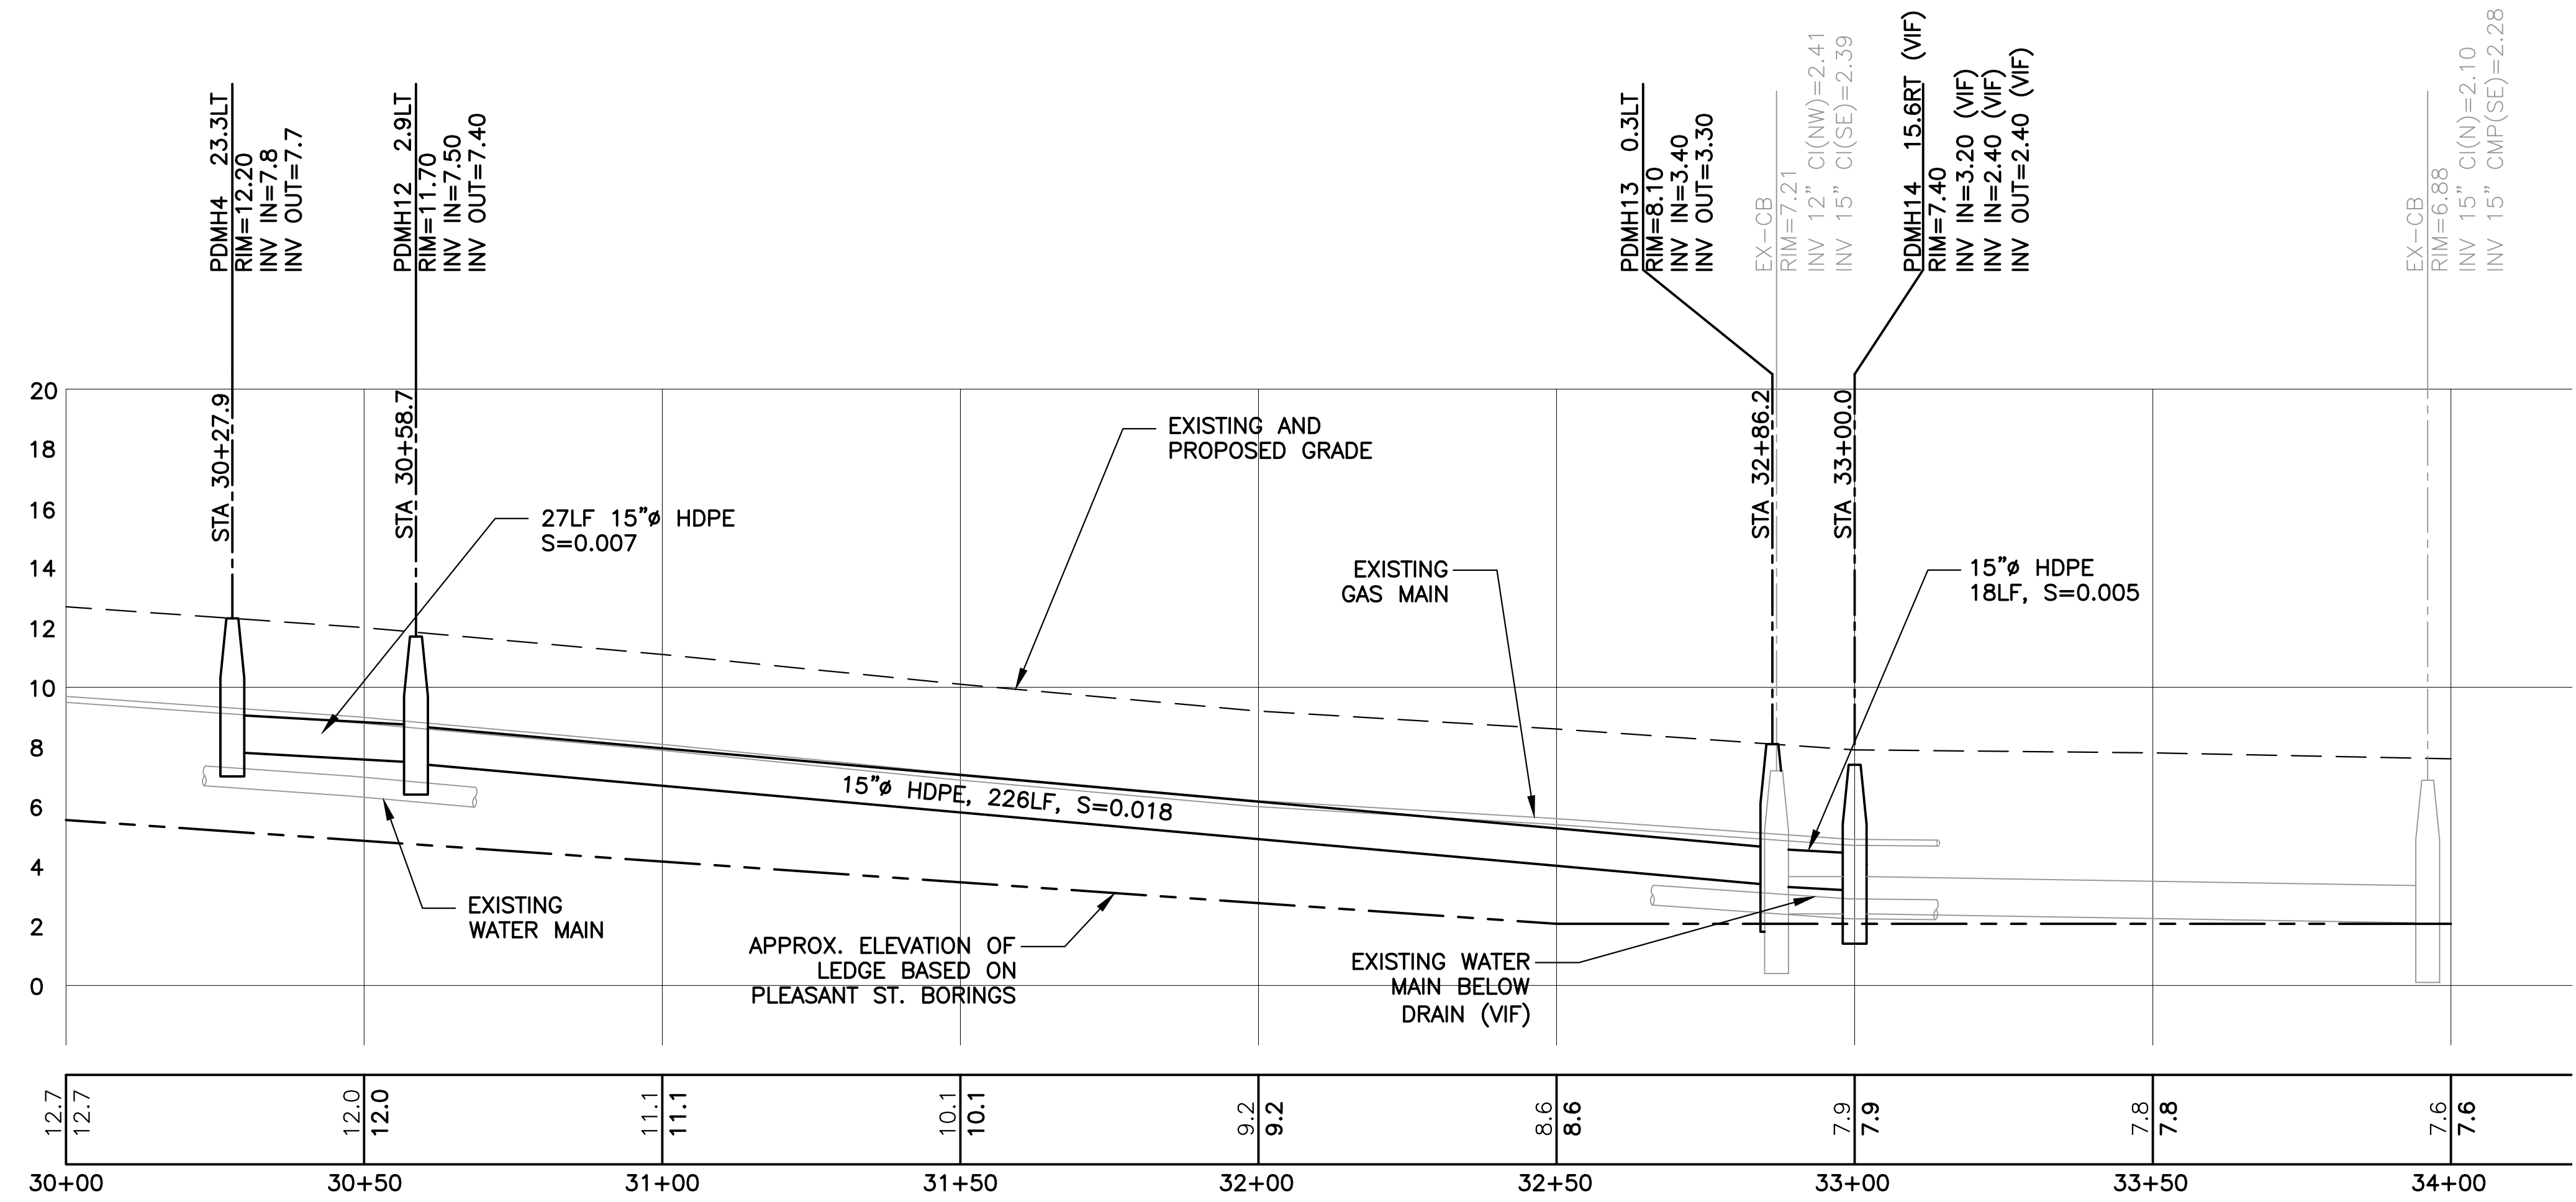 PDMH4 23.3LT
RIM=12.20
INV IN=7.8
INV OUT=7.7
PDMH12 2.9LT
RIM=11.70
INV IN=7.50
INV OUT=7.40
PDMH13 0.3LT
RIM=8.10
INV IN=3.40
INV OUT=3.30
EX-CB
RIM=7.21
INV 12" CI(NW)=2.41
INV 15" CI(SE)=2.39
PDMH14 15.6RT (VIF)
RIM=7.40
INV IN=3.20 (VIF)
INV IN=2.40 (VIF)
INV OUT=2.40 (VIF)
EX-CB
RIM=6.88
INV 15" CI(N)=2.10
INV 15" CMP(SE)=2.28
20
18
16
14
12
10
8
6
4
2
0
STA 30+27.9
STA 30+58.7
STA 32+86.2
STA 33+00.0
EXISTING AND
PROPOSED GRADE
27LF 15"ø HDPE
S=0.007
EXISTING
GAS MAIN
15"ø HDPE
18LF, S=0.005
15"ø HDPE, 226LF, S=0.018
EXISTING
WATER MAIN
APPROX. ELEVATION OF
LEDGE BASED ON
PLEASANT ST. BORINGS
EXISTING WATER
MAIN BELOW
DRAIN (VIF)
12.7
12.7
12.0
12.0
11.1
11.1
10.1
10.1
9.2
9.2
8.6
8.6
7.9
7.9
7.8
7.8
7.6
7.6
30+00
30+50
31+00
31+50
32+00
32+50
33+00
33+50
34+00